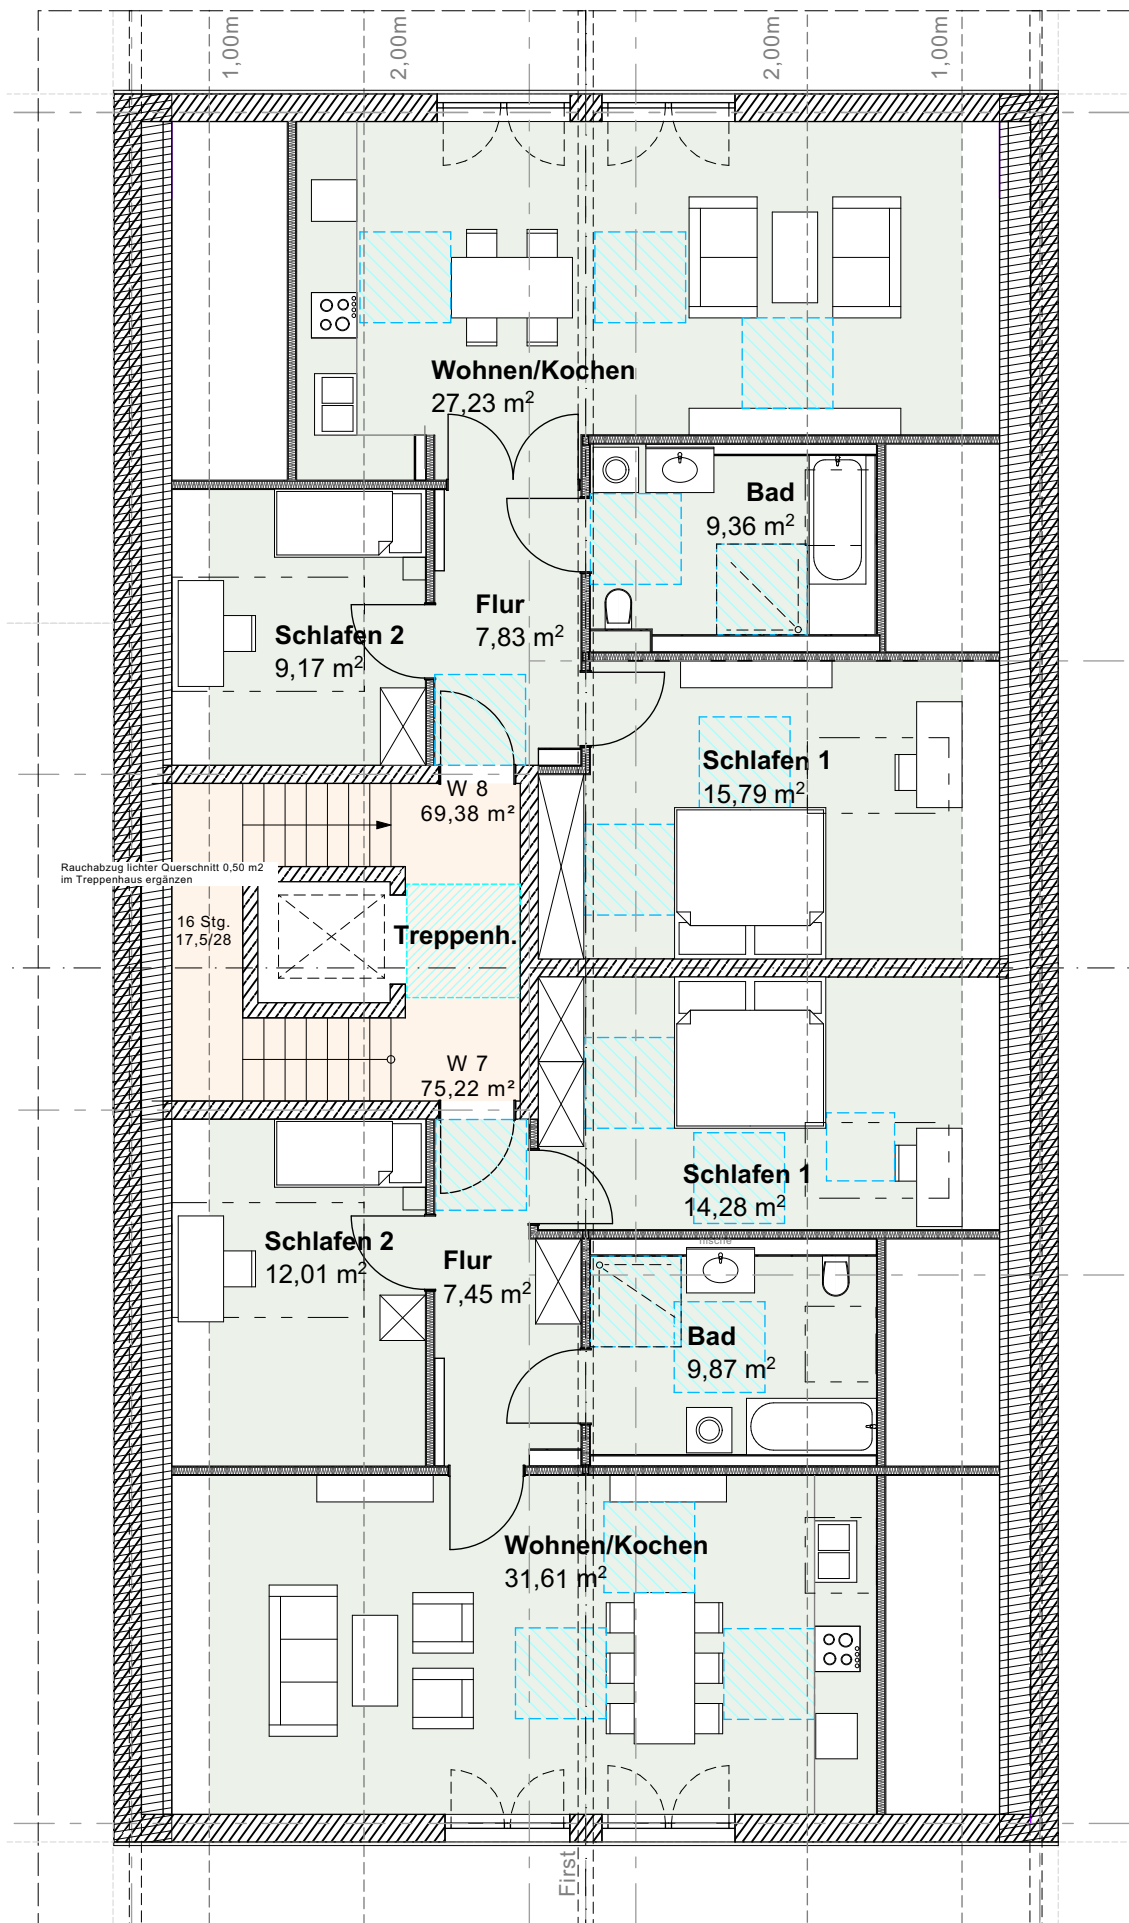 1,00m
2,00m
2,00m
1,00m
Wohnen/Kochen
27,23 m²
Bad
9,36 m²
Flur
7,83 m²
Schlafen 2
9,17 m²
Schlafen 1
15,79 m²
W 8
69,38 m²
Rauchabzug lichter Querschnitt 0,50 m2
im Treppenhaus ergänzen
16 Stg.
17,5/28
Treppenh.
W 7
75,22 m²
Schlafen 1
14,28 m²
Schlafen 2
12,01 m²
Flur
7,45 m²
nische
Bad
9,87 m²
Wohnen/Kochen
31,61 m²
First